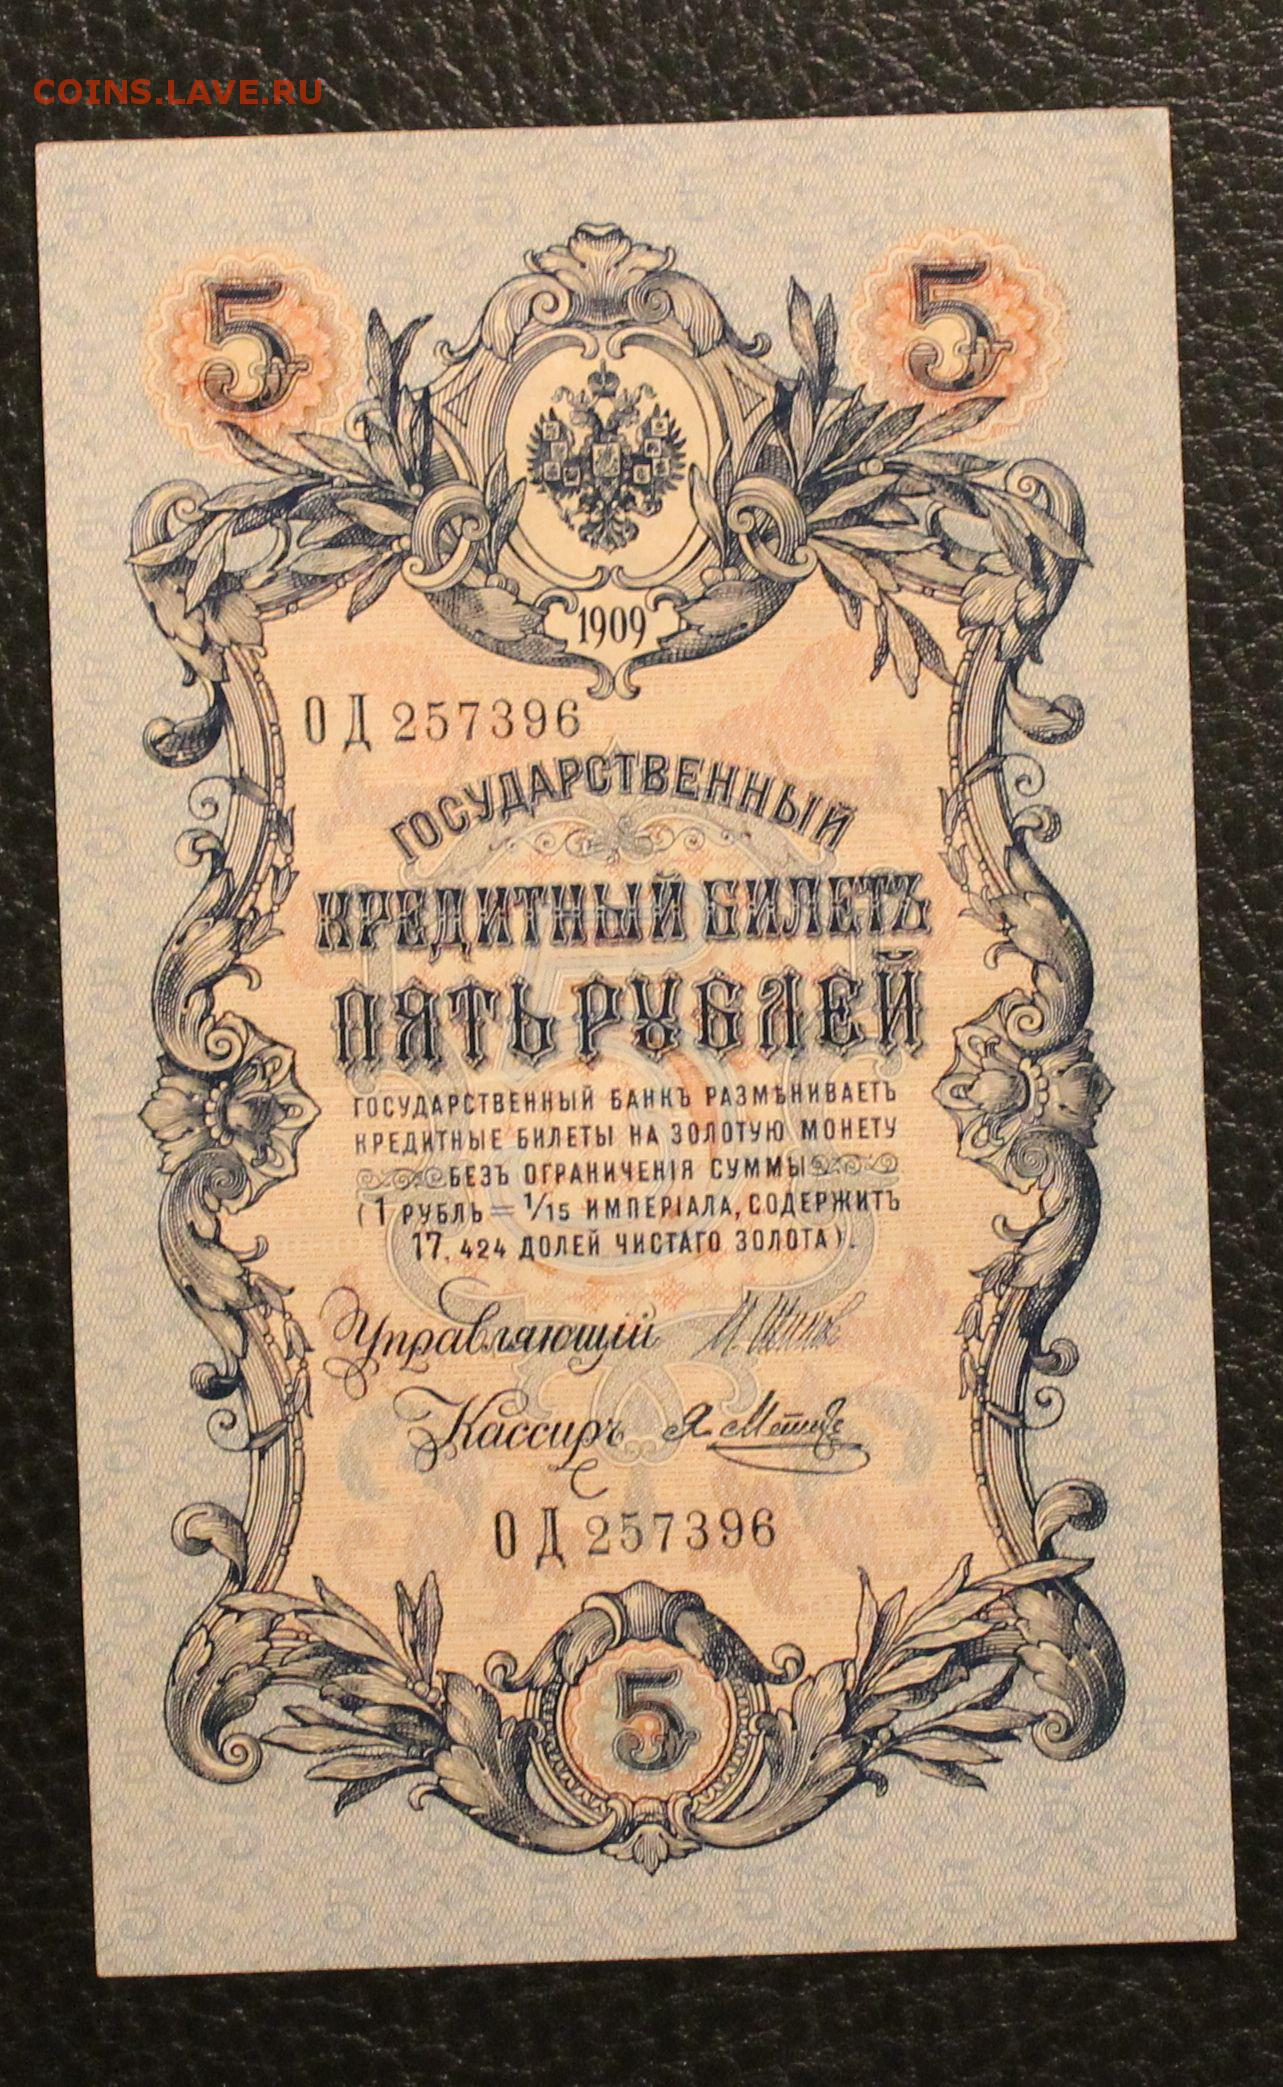 COINS.LAVE.RU
5 5
1909
ОД 257396
ГОСУДАРСТВЕННЫЙ
КРЕДИТНЫЙ БИЛЕТЪ
ПЯТЬ РУБЛЕЙ
ГОСУДАРСТВЕННЫЙ БАНКЪ РАЗМѢНИВАЕТЪ
КРЕДИТНЫЕ БИЛЕТЫ НА ЗОЛОТУЮ МОНЕТУ
БЕЗЪ ОГРАНИЧЕНІЯ СУММЫ
(1 РУБЛЬ = 1/15 ИМПЕРІАЛА, СОДЕРЖИТЪ
17,424 ДОЛЕЙ ЧИСТАГО ЗОЛОТА).
Управляющій И. Шипов
Кассиръ Я. Метц
ОД 257396
5